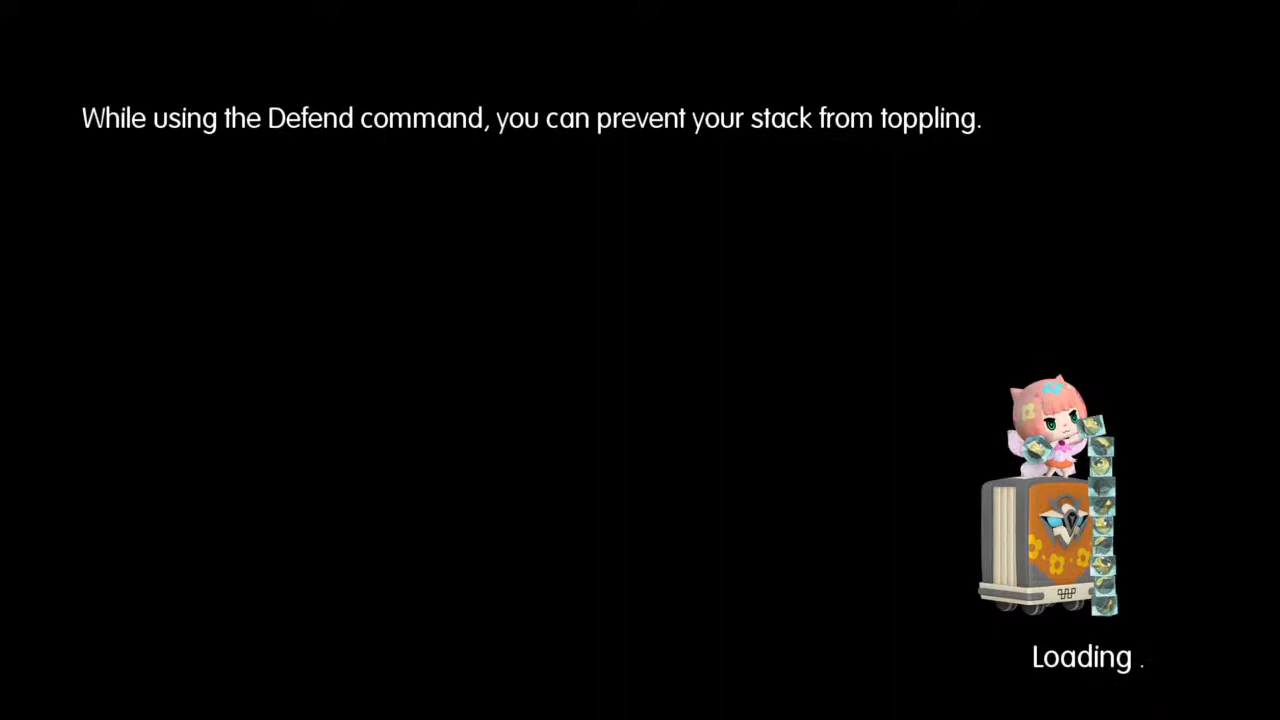 While using the Defend command, you can prevent your stack from toppling.
Loading .